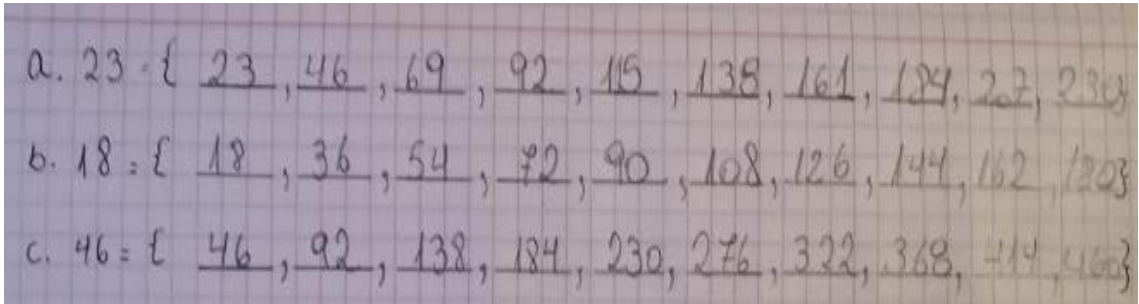 a. 23 = { 23, 46, 69, 92, 115, 138, 161, 184, 207, 230}
b. 18 = { 18, 36, 54, 72, 90, 108, 126, 144, 162, 180}
c. 46 = { 46, 92, 138, 184, 230, 276, 322, 368, 414, 460}